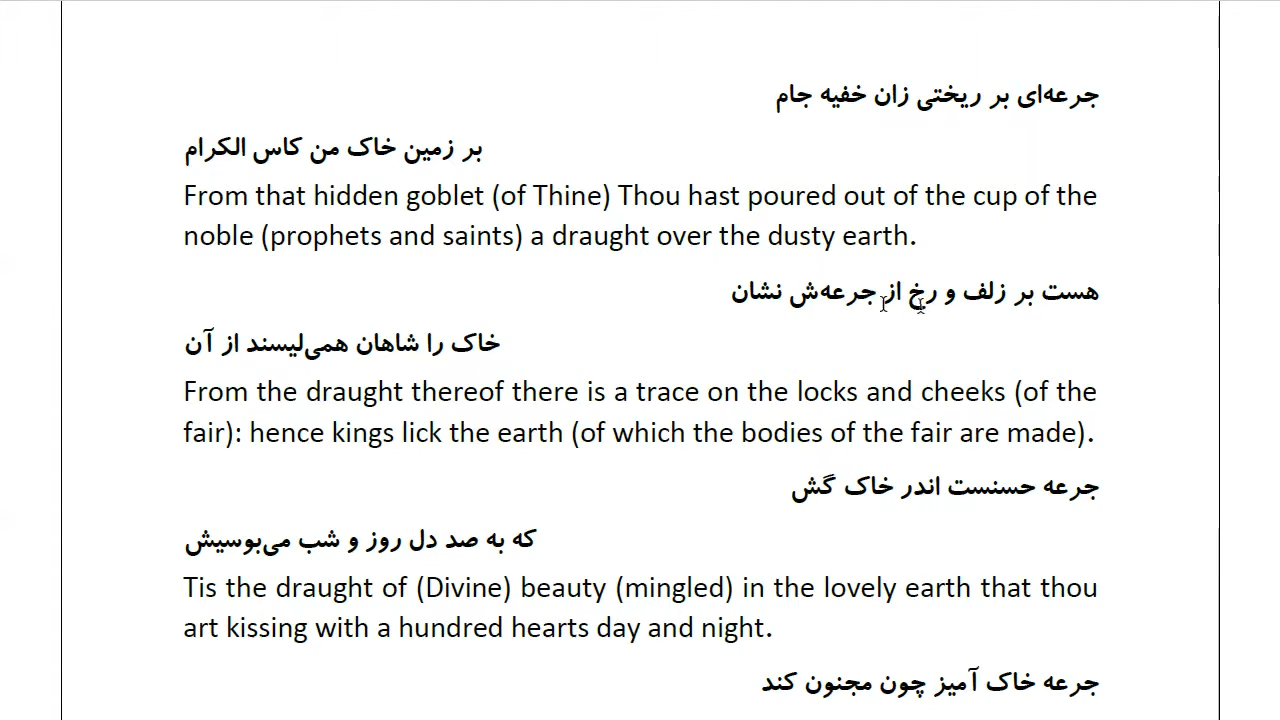 جرعه‌ای بر ریختی زان خفیه جام
بر زمین خاک من کاس الکرام
From that hidden goblet (of Thine) Thou hast poured out of the cup of the
noble (prophets and saints) a draught over the dusty earth.
هست بر زلف و رخ از جرعه‌ش نشان
خاک را شاهان همی‌لیسند از آن
From the draught thereof there is a trace on the locks and cheeks (of the
fair): hence kings lick the earth (of which the bodies of the fair are made).
جرعه حسنست اندر خاک گش
که به صد دل روز و شب می‌بوسیش
Tis the draught of (Divine) beauty (mingled) in the lovely earth that thou
art kissing with a hundred hearts day and night.
جرعه خاک آمیز چون مجنون کند